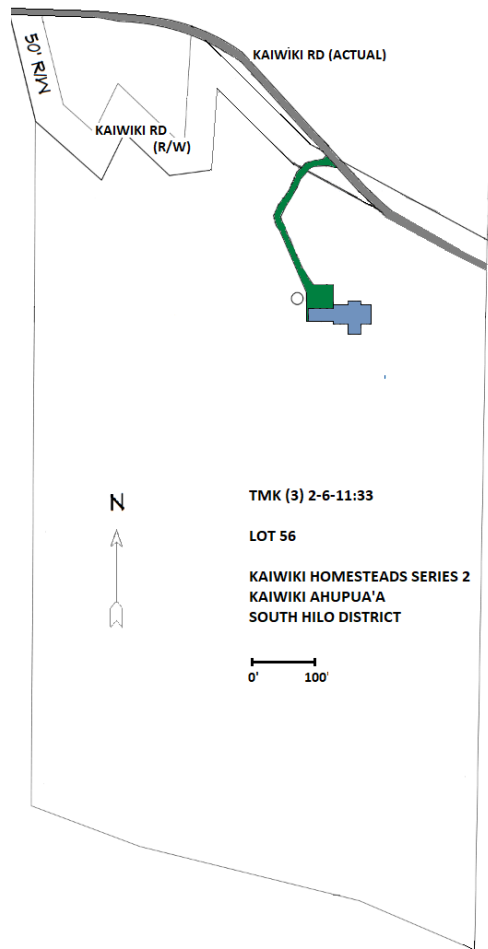 KAIWIKI RD (ACTUAL)
50' R/W
KAIWIKI RD
(R/W)
N
TMK (3) 2-6-11:33
LOT 56
KAIWIKI HOMESTEADS SERIES 2
KAIWIKI AHUPUA'A
SOUTH HILO DISTRICT
0' 100'